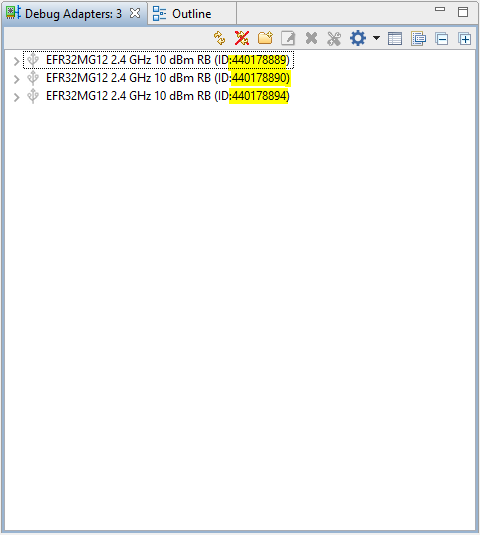 Debug Adapters: 3
Outline
EFR32MG12 2.4 GHz 10 dBm RB (ID:440178889)
EFR32MG12 2.4 GHz 10 dBm RB (ID:440178890)
EFR32MG12 2.4 GHz 10 dBm RB (ID:440178894)